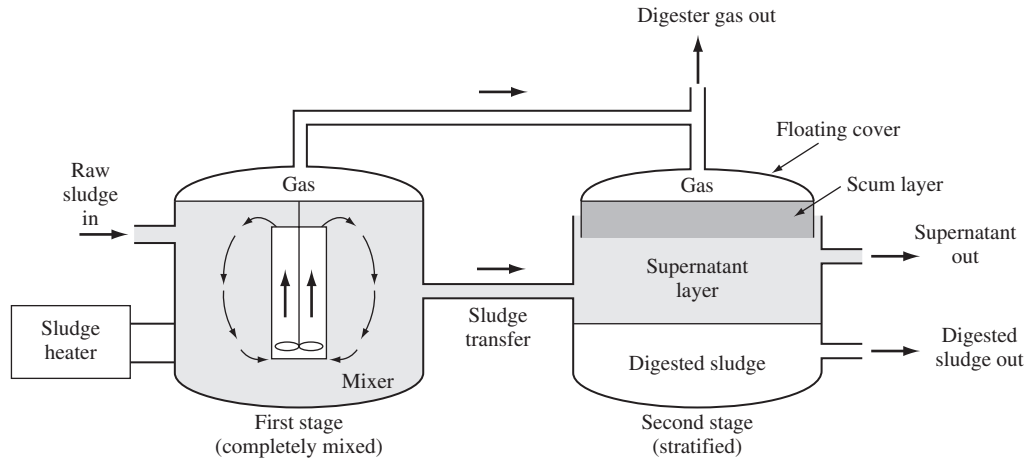 Digester gas out
Floating cover
Raw
sludge
in
Gas
Gas
Scum layer
Supernatant
out
Supernatant
layer
Sludge
heater
Sludge
transfer
Digested
sludge out
Digested sludge
Mixer
First stage
(completely mixed)
Second stage
(stratified)